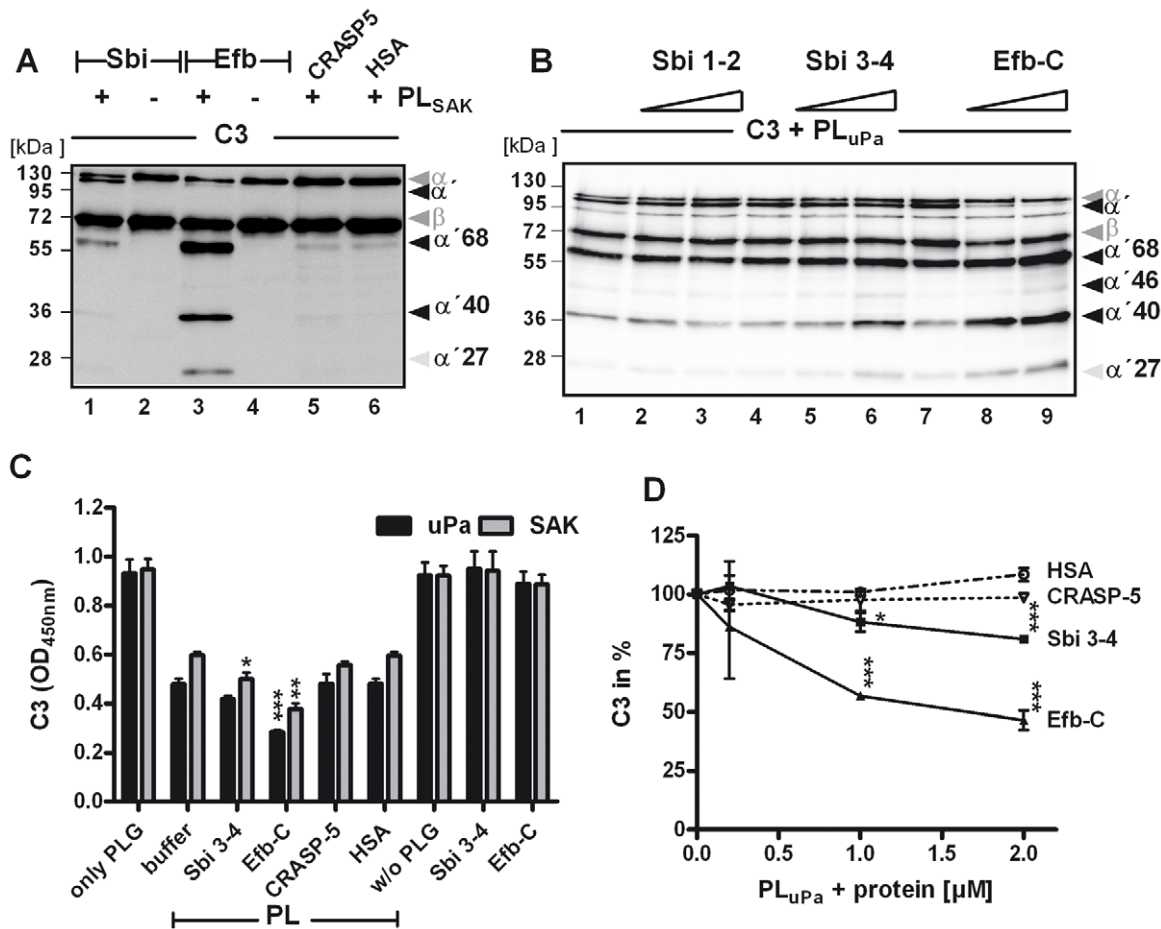 A
Sbi
Efb
CRASP5
HSA
+ - + - + + PLSAK
C3
[kDa ]
130
95
72
55
36
28
α
α´
β
α´68
α´40
α´27
1 2 3 4 5 6
B
Sbi 1-2
Sbi 3-4
Efb-C
C3 + PLuPa
[kDa ]
130
95
72
55
36
28
α
α´
β
α´68
α´46
α´40
α´27
1 2 3 4 5 6 7 8 9
C
C3 (OD450nm)
1.2
1.0
0.8
0.6
0.4
0.2
0.0
uPa
SAK
*
***
**
only PLG
buffer
Sbi 3-4
Efb-C
CRASP-5
HSA
w/o PLG
Sbi 3-4
Efb-C
PL
D
C3 in %
125
100
75
50
25
0
HSA
CRASP-5
***
Sbi 3-4
*
***
***
Efb-C
0.0 0.5 1.0 1.5 2.0
PLuPa + protein [µM]